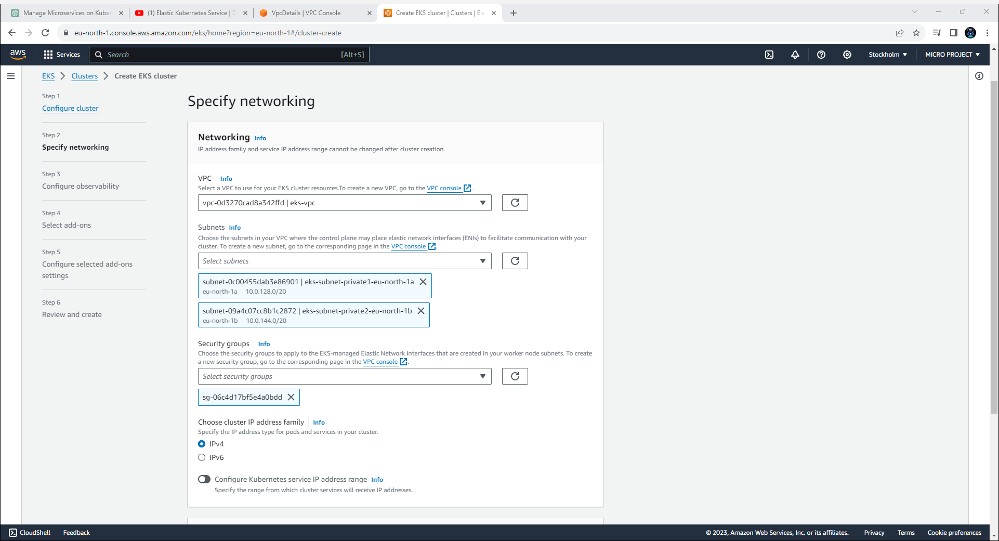 Manage Microservices on Kuber
(1) Elastic Kubernetes Service | D
VpcDetails | VPC Console
Create EKS cluster | Clusters | Ela
eu-north-1.console.aws.amazon.com/eks/home?region=eu-north-1#/cluster-create
aws
Services
Search
[Alt+S]
Stockholm
MICRO PROJECT
EKS
Clusters
Create EKS cluster
Step 1
Configure cluster
Step 2
Specify networking
Step 3
Configure observability
Step 4
Select add-ons
Step 5
Configure selected add-ons
settings
Step 6
Review and create
Specify networking
Networking Info
IP address family and service IP address range cannot be changed after cluster creation.
VPC Info
Select a VPC to use for your EKS cluster resources.To create a new VPC, go to the VPC console.
vpc-0d3270cad8a342ffd | eks-vpc
Subnets Info
Choose the subnets in your VPC where the control plane may place elastic network interfaces (ENIs) to facilitate communication with your
cluster. To create a new subnet, go to the corresponding page in the VPC console.
Select subnets
subnet-0c00455dab3e86901 | eks-subnet-private1-eu-north-1a
eu-north-1a 10.0.128.0/20
subnet-09a4c07cc8b1c2872 | eks-subnet-private2-eu-north-1b
eu-north-1b 10.0.144.0/20
Security groups Info
Choose the security groups to apply to the EKS-managed Elastic Network Interfaces that are created in your worker node subnets. To create
a new security group, go to the corresponding page in the VPC console.
Select security groups
sg-06c4d17bf5e4a0bdd
Choose cluster IP address family Info
Specify the IP address type for pods and services in your cluster.
IPv4
IPv6
Configure Kubernetes service IP address range Info
Specify the range from which cluster services will receive IP addresses.
CloudShell
Feedback
© 2023, Amazon Web Services, Inc. or its affiliates.
Privacy
Terms
Cookie preferences